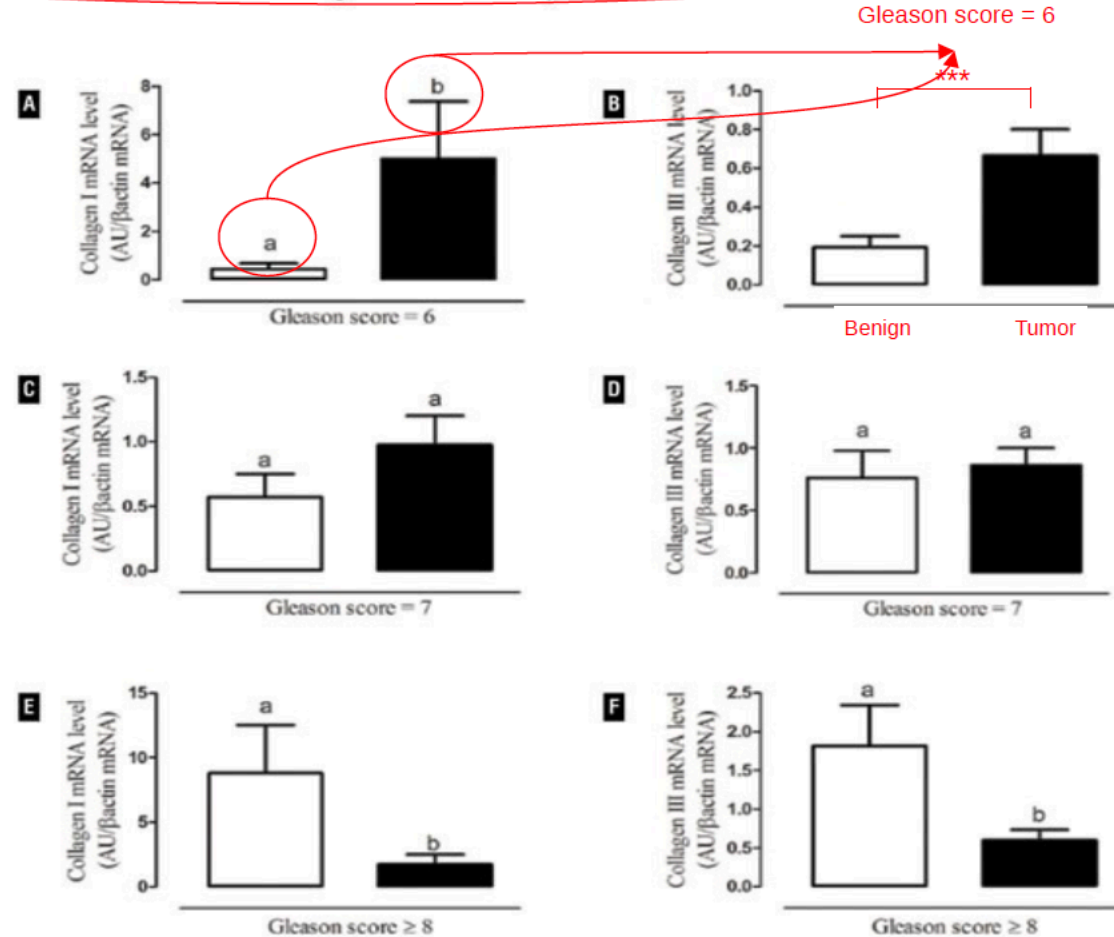 Gleason score = 6
A
Collagen I mRNA level
(AU/βactin mRNA)
8
6
4
2
0
a
b
Gleason score = 6
B
Collagen III mRNA level
(AU/βactin mRNA)
1.0
0.8
0.6
0.4
0.2
0.0
***
Benign
Tumor
C
Collagen I mRNA level
(AU/βactin mRNA)
1.5
1.0
0.5
0.0
a
a
Gleason score = 7
D
Collagen III mRNA level
(AU/βactin mRNA)
1.5
1.0
0.5
0.0
a
a
Gleason score = 7
E
Collagen I mRNA level
(AU/βactin mRNA)
15
10
5
0
a
b
Gleason score ≥ 8
F
Collagen III mRNA level
(AU/βactin mRNA)
2.5
2.0
1.5
1.0
0.5
0.0
a
b
Gleason score ≥ 8